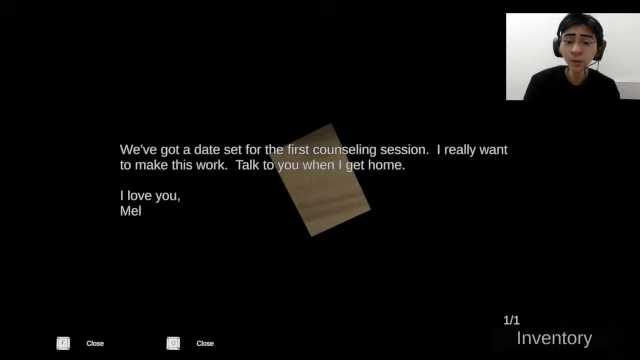 We've got a date set for the first counseling session.  I really want
to make this work.  Talk to you when I get home.
I love you,
Mel
1/1
Inventory
Close
Close